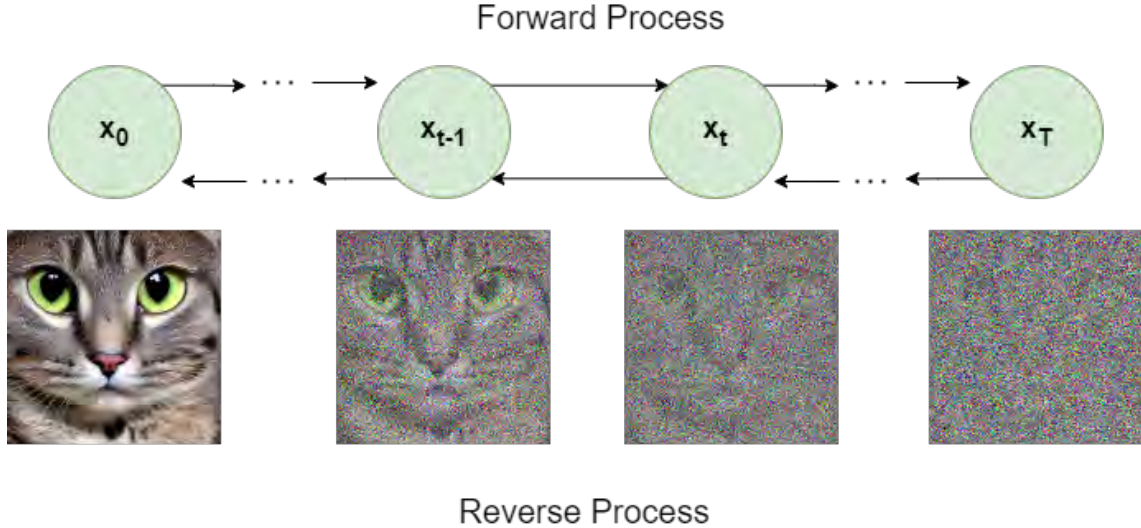 Forward Process
... ...
x0 xt-1 xt xT
... ...
Reverse Process